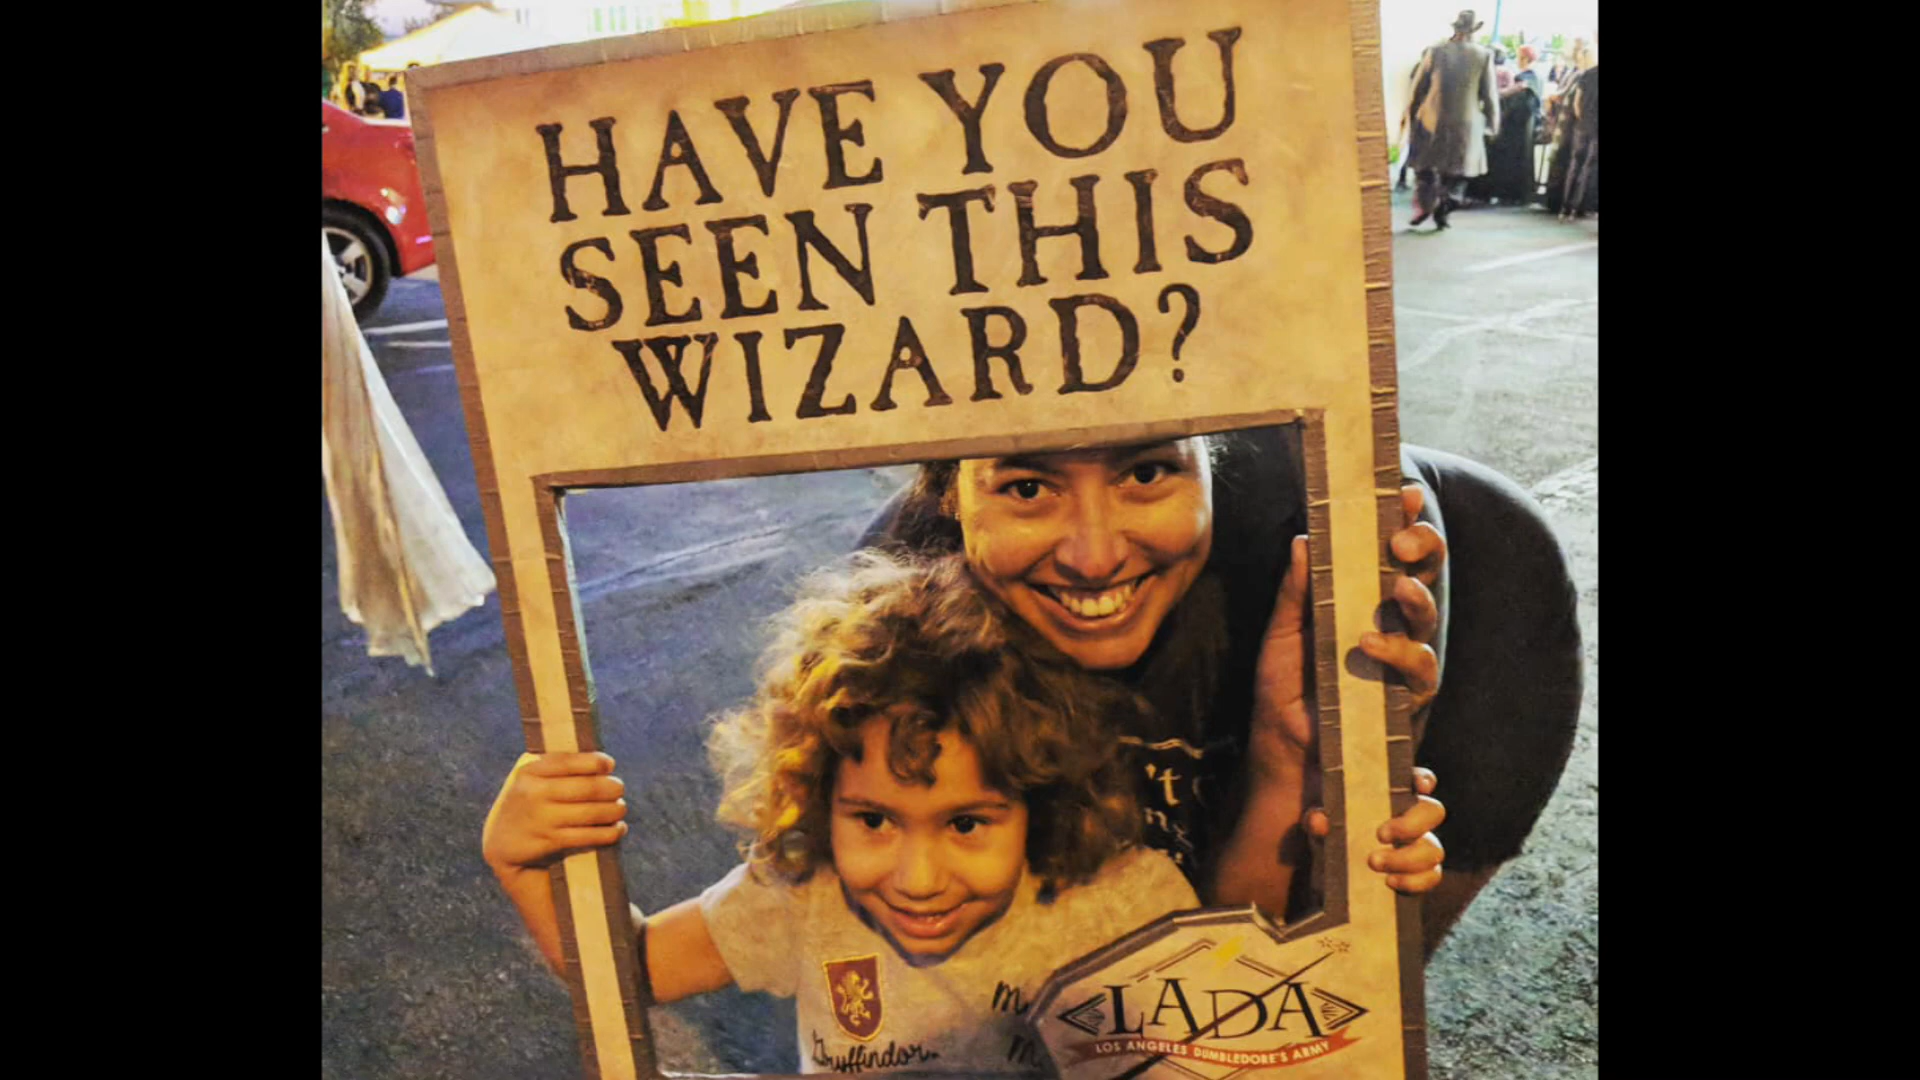 HAVE YOU
SEEN THIS
WIZARD?
't
Gryffindor
LADA
LOS ANGELES DUMBLEDORE'S ARMY